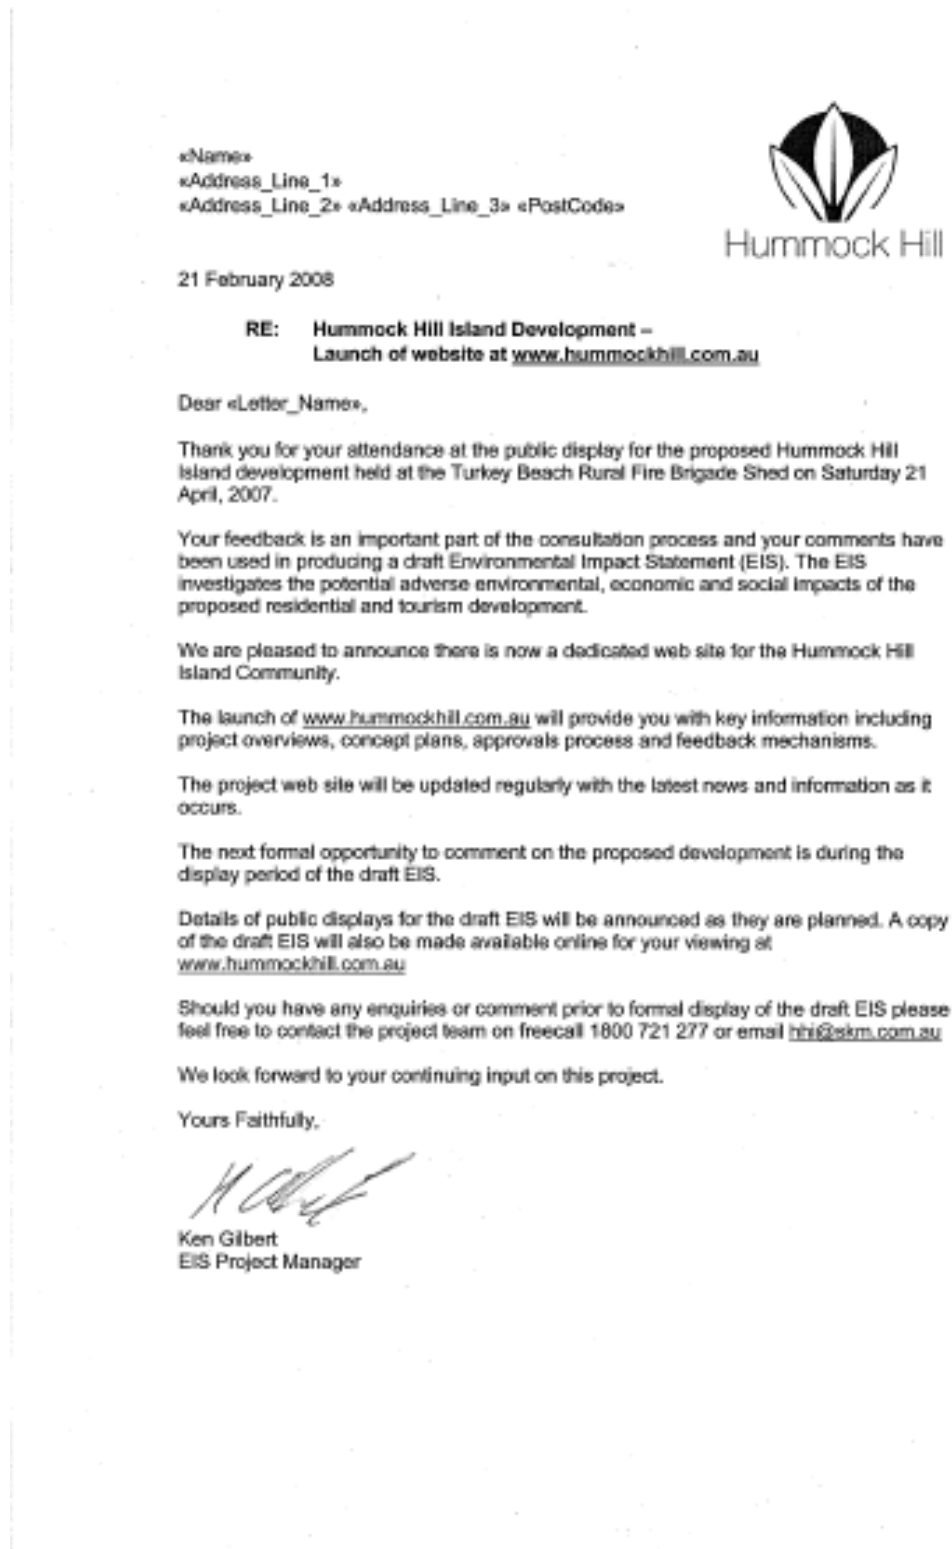 «Name»
«Address_Line_1»
«Address_Line_2» «Address_Line_3» «PostCode»
Hummock Hill
21 February 2008
RE: Hummock Hill Island Development –
Launch of website at www.hummockhill.com.au
Dear «Letter_Name»,
Thank you for your attendance at the public display for the proposed Hummock Hill
Island development held at the Turkey Beach Rural Fire Brigade Shed on Saturday 21
April, 2007.
Your feedback is an important part of the consultation process and your comments have
been used in producing a draft Environmental Impact Statement (EIS). The EIS
investigates the potential adverse environmental, economic and social impacts of the
proposed residential and tourism development.
We are pleased to announce there is now a dedicated web site for the Hummock Hill
Island Community.
The launch of www.hummockhill.com.au will provide you with key information including
project overviews, concept plans, approvals process and feedback mechanisms.
The project web site will be updated regularly with the latest news and information as it
occurs.
The next formal opportunity to comment on the proposed development is during the
display period of the draft EIS.
Details of public displays for the draft EIS will be announced as they are planned. A copy
of the draft EIS will also be made available online for your viewing at
www.hummockhill.com.au
Should you have any enquiries or comment prior to formal display of the draft EIS please
feel free to contact the project team on freecall 1800 721 277 or email hhi@skm.com.au
We look forward to your continuing input on this project.
Yours Faithfully,
Ken Gilbert
EIS Project Manager